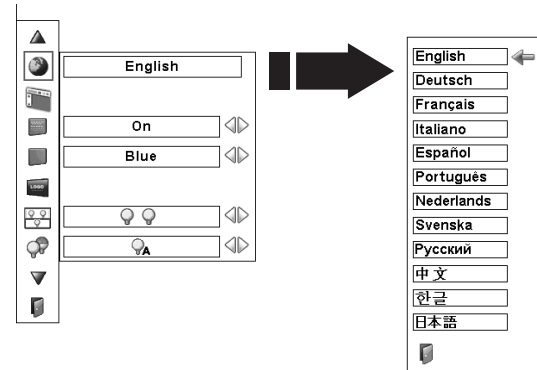 English
On
Blue
LOGO
A
English
Deutsch
Français
Italiano
Español
Português
Nederlands
Svenska
Русский
中文
한글
日本語